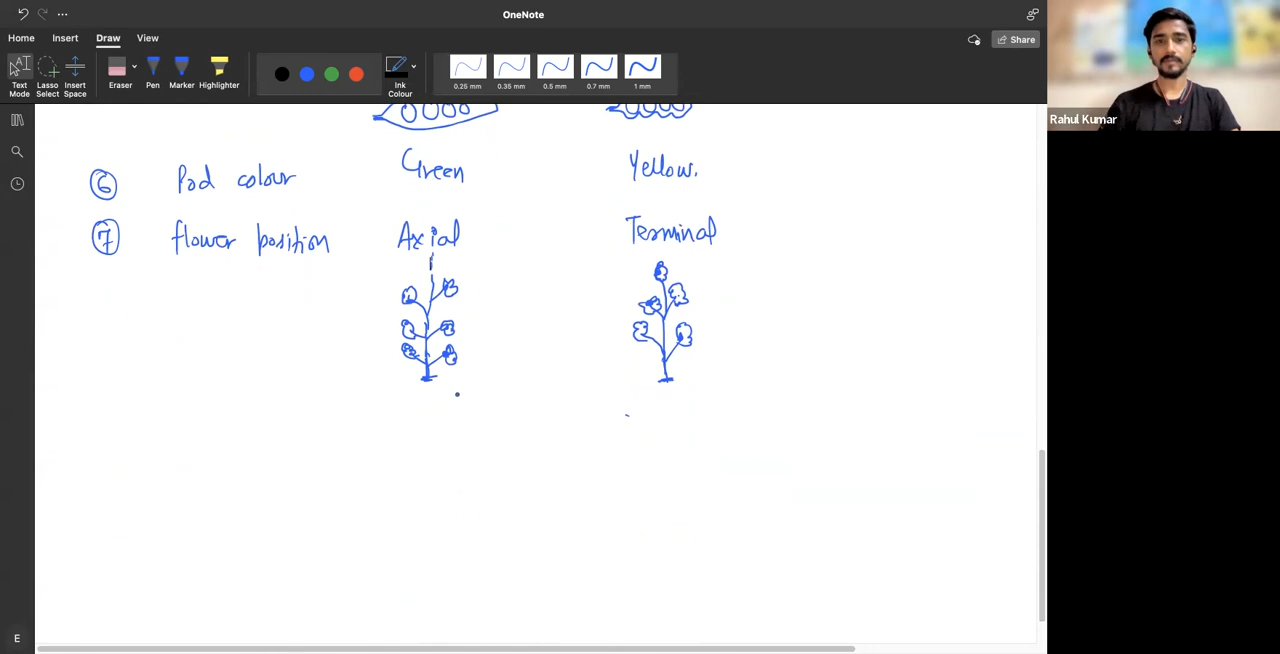 OneNote
Home Insert Draw View
Share
Text Mode
Lasso Select
Insert Space
Eraser
Pen
Marker
Highlighter
Ink Colour
0.25 mm
0.35 mm
0.5 mm
0.7 mm
1 mm
Rahul Kumar
6 Pod colour Green Yellow.
7 flower position Axial Terminal
E